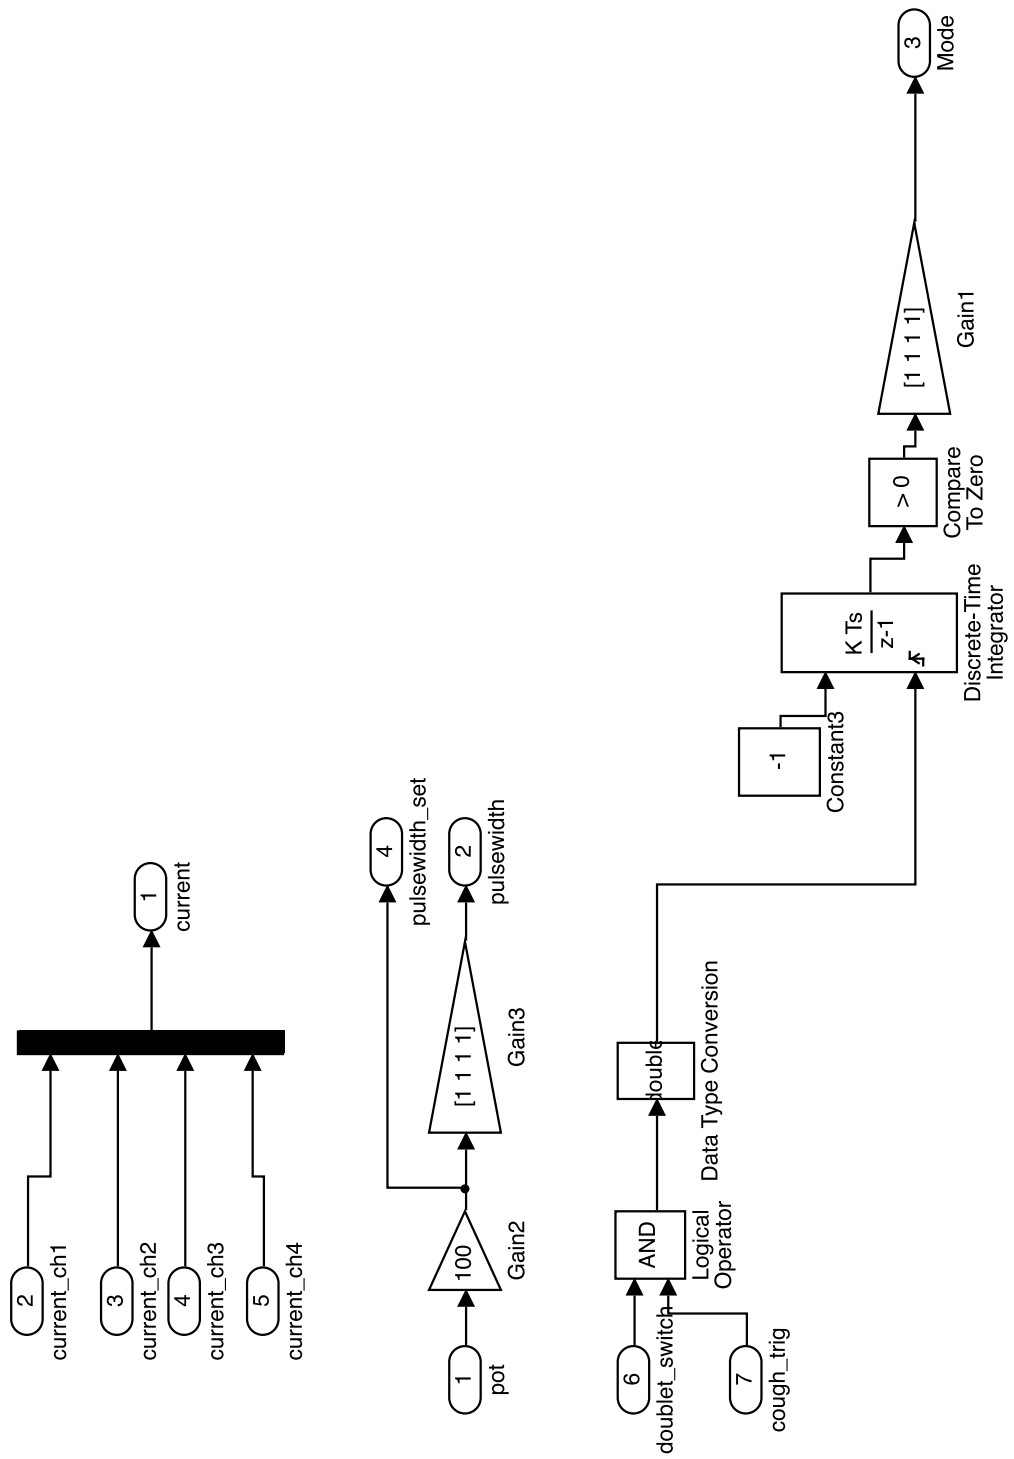 2
current_ch1
3
current_ch2
4
current_ch3
5
current_ch4
1
current
1
pot
100
Gain2
[1 1 1 1]
Gain3
4
pulsewidth_set
2
pulsewidth
6
doublet_switch
7
cough_trig
AND
Logical
Operator
double
Data Type Conversion
-1
Constant3
K Ts
z-1
Discrete-Time
Integrator
> 0
Compare
To Zero
[1 1 1 1]
Gain1
3
Mode